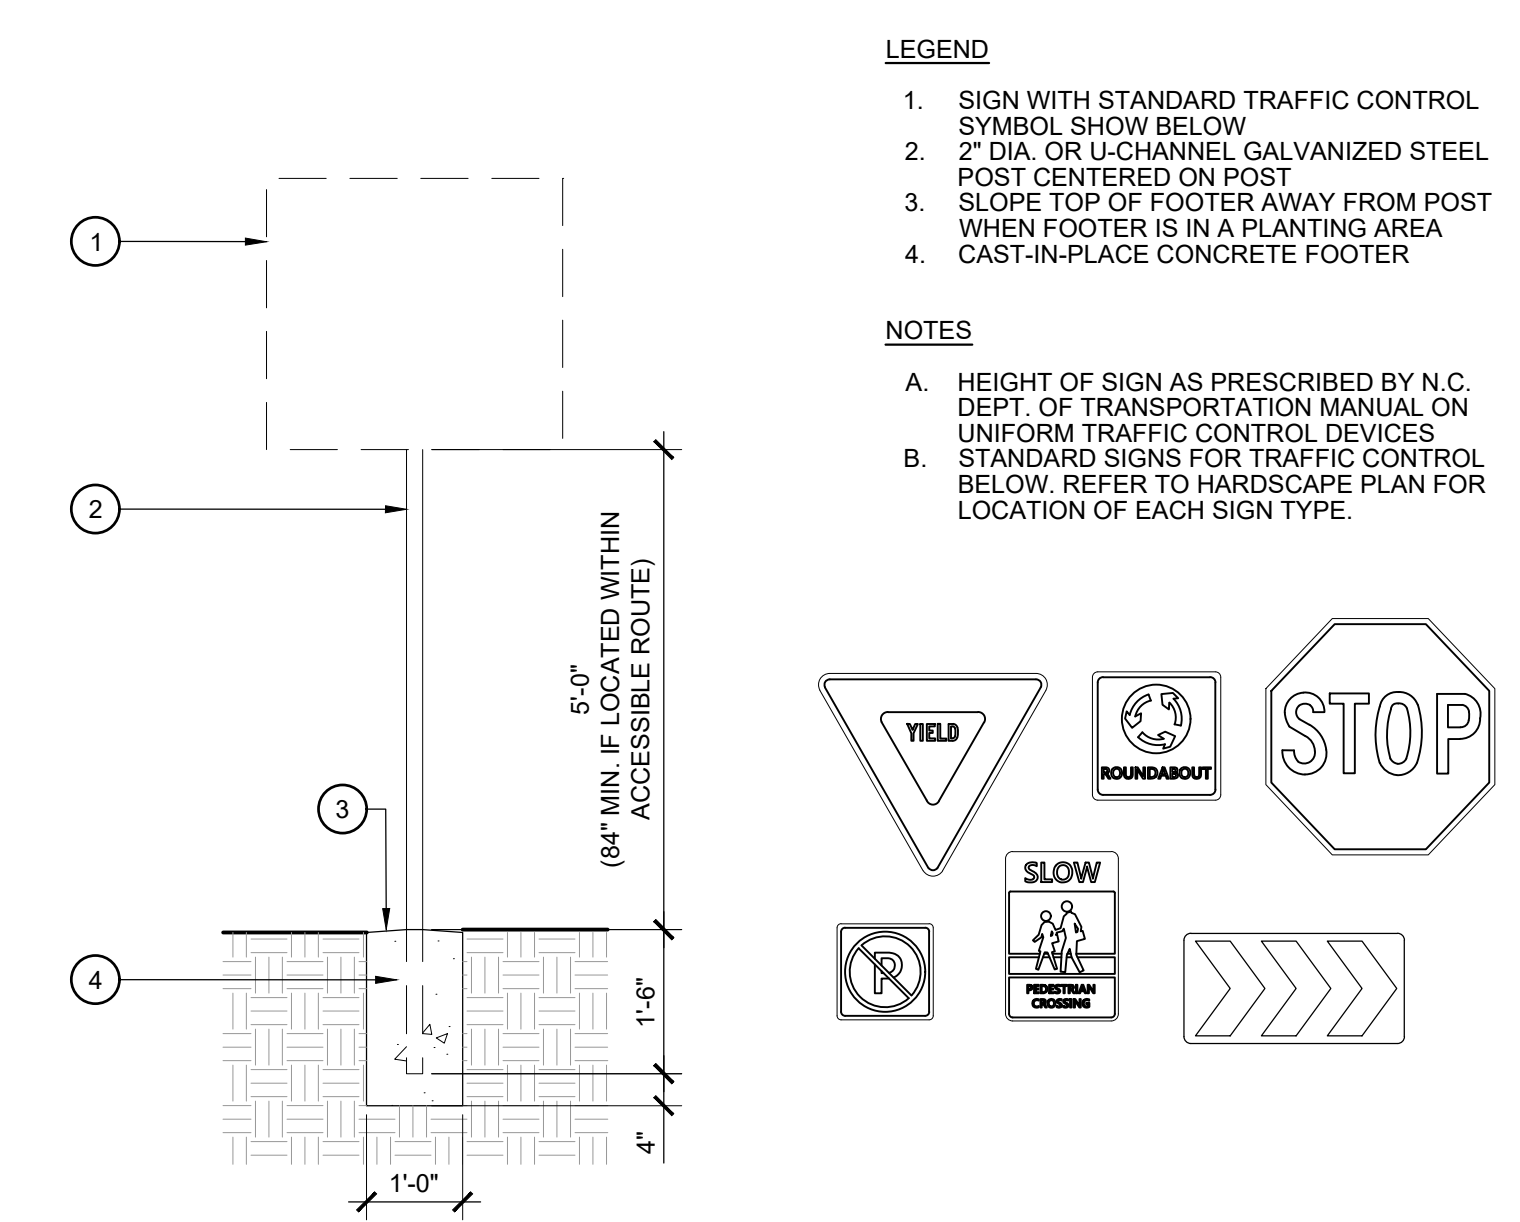 LEGEND
1. SIGN WITH STANDARD TRAFFIC CONTROL
SYMBOL SHOW BELOW
2. 2" DIA. OR U-CHANNEL GALVANIZED STEEL
POST CENTERED ON POST
3. SLOPE TOP OF FOOTER AWAY FROM POST
WHEN FOOTER IS IN A PLANTING AREA
4. CAST-IN-PLACE CONCRETE FOOTER
NOTES
A. HEIGHT OF SIGN AS PRESCRIBED BY N.C.
DEPT. OF TRANSPORTATION MANUAL ON
UNIFORM TRAFFIC CONTROL DEVICES
B. STANDARD SIGNS FOR TRAFFIC CONTROL
BELOW. REFER TO HARDSCAPE PLAN FOR
LOCATION OF EACH SIGN TYPE.
1
2
3
4
5'-0"
(84" MIN. IF LOCATED WITHIN
ACCESSIBLE ROUTE)
1'-6"
4"
1'-0"
YIELD
ROUNDABOUT
STOP
P
SLOW
PEDESTRIAN
CROSSING